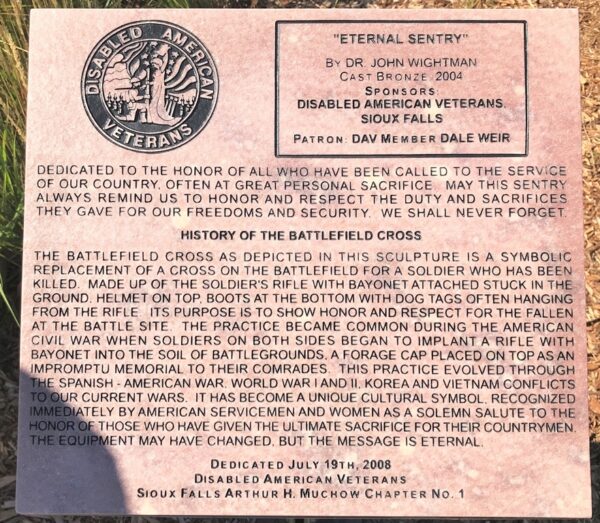 DISABLED AMERICAN
VETERANS
"ETERNAL SENTRY"
BY DR. JOHN WIGHTMAN
CAST BRONZE, 2004
SPONSORS:
DISABLED AMERICAN VETERANS,
SIOUX FALLS
PATRON: DAV MEMBER DALE WEIR
DEDICATED TO THE HONOR OF ALL WHO HAVE BEEN CALLED TO THE SERVICE
OF OUR COUNTRY, OFTEN AT GREAT PERSONAL SACRIFICE. MAY THIS SENTRY
ALWAYS REMIND US TO HONOR AND RESPECT THE DUTY AND SACRIFICES
THEY GAVE FOR OUR FREEDOMS AND SECURITY. WE SHALL NEVER FORGET.
HISTORY OF THE BATTLEFIELD CROSS
THE BATTLEFIELD CROSS AS DEPICTED IN THIS SCULPTURE IS A SYMBOLIC
REPLACEMENT OF A CROSS ON THE BATTLEFIELD FOR A SOLDIER WHO HAS BEEN
KILLED. MADE UP OF THE SOLDIER'S RIFLE WITH BAYONET ATTACHED STUCK IN THE
GROUND, HELMET ON TOP, BOOTS AT THE BOTTOM WITH DOG TAGS OFTEN HANGING
FROM THE RIFLE. ITS PURPOSE IS TO SHOW HONOR AND RESPECT FOR THE FALLEN
AT THE BATTLE SITE. THE PRACTICE BECAME COMMON DURING THE AMERICAN
CIVIL WAR WHEN SOLDIERS ON BOTH SIDES BEGAN TO IMPLANT A RIFLE WITH
BAYONET INTO THE SOIL OF BATTLEGROUNDS, A FORAGE CAP PLACED ON TOP AS AN
IMPROMPTU MEMORIAL TO THEIR COMRADES. THIS PRACTICE EVOLVED THROUGH
THE SPANISH - AMERICAN WAR, WORLD WAR I AND II, KOREA AND VIETNAM CONFLICTS
TO OUR CURRENT WARS. IT HAS BECOME A UNIQUE CULTURAL SYMBOL, RECOGNIZED
IMMEDIATELY BY AMERICAN SERVICEMEN AND WOMEN AS A SOLEMN SALUTE TO THE
HONOR OF THOSE WHO HAVE GIVEN THE ULTIMATE SACRIFICE FOR THEIR COUNTRYMEN.
THE EQUIPMENT MAY HAVE CHANGED, BUT THE MESSAGE IS ETERNAL.
DEDICATED JULY 19TH, 2008
DISABLED AMERICAN VETERANS
SIOUX FALLS ARTHUR H. MUCHOW CHAPTER NO. 1